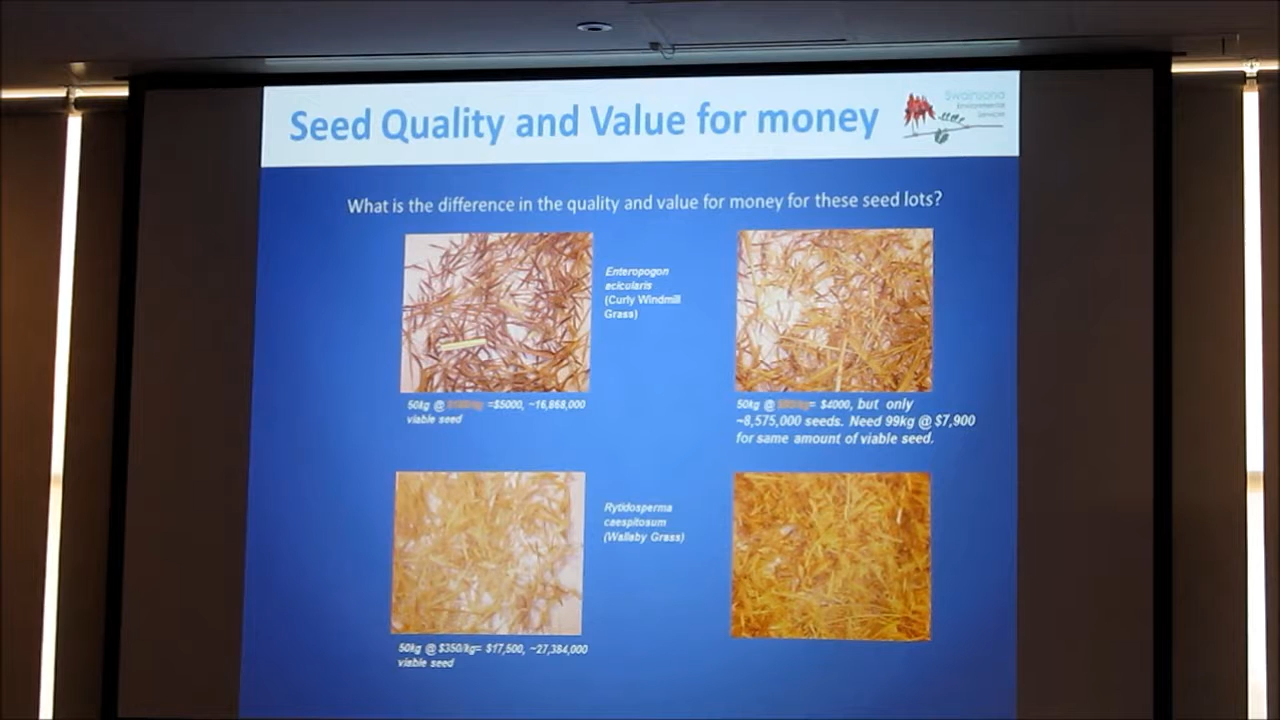 Seed Quality and Value for money
Swainsona
Environmental
Services
What is the difference in the quality and value for money for these seed lots?
Enteropogon
acicularis
(Curly Windmill
Grass)
50kg @ =$5000, ~16,868,000
viable seed
50kg @ = $4000, but only
~8,575,000 seeds. Need 99kg @ $7,900
for same amount of viable seed.
Rytidosperma
caespitosum
(Wallaby Grass)
50kg @ $350/kg= $17,500, ~27,384,000
viable seed